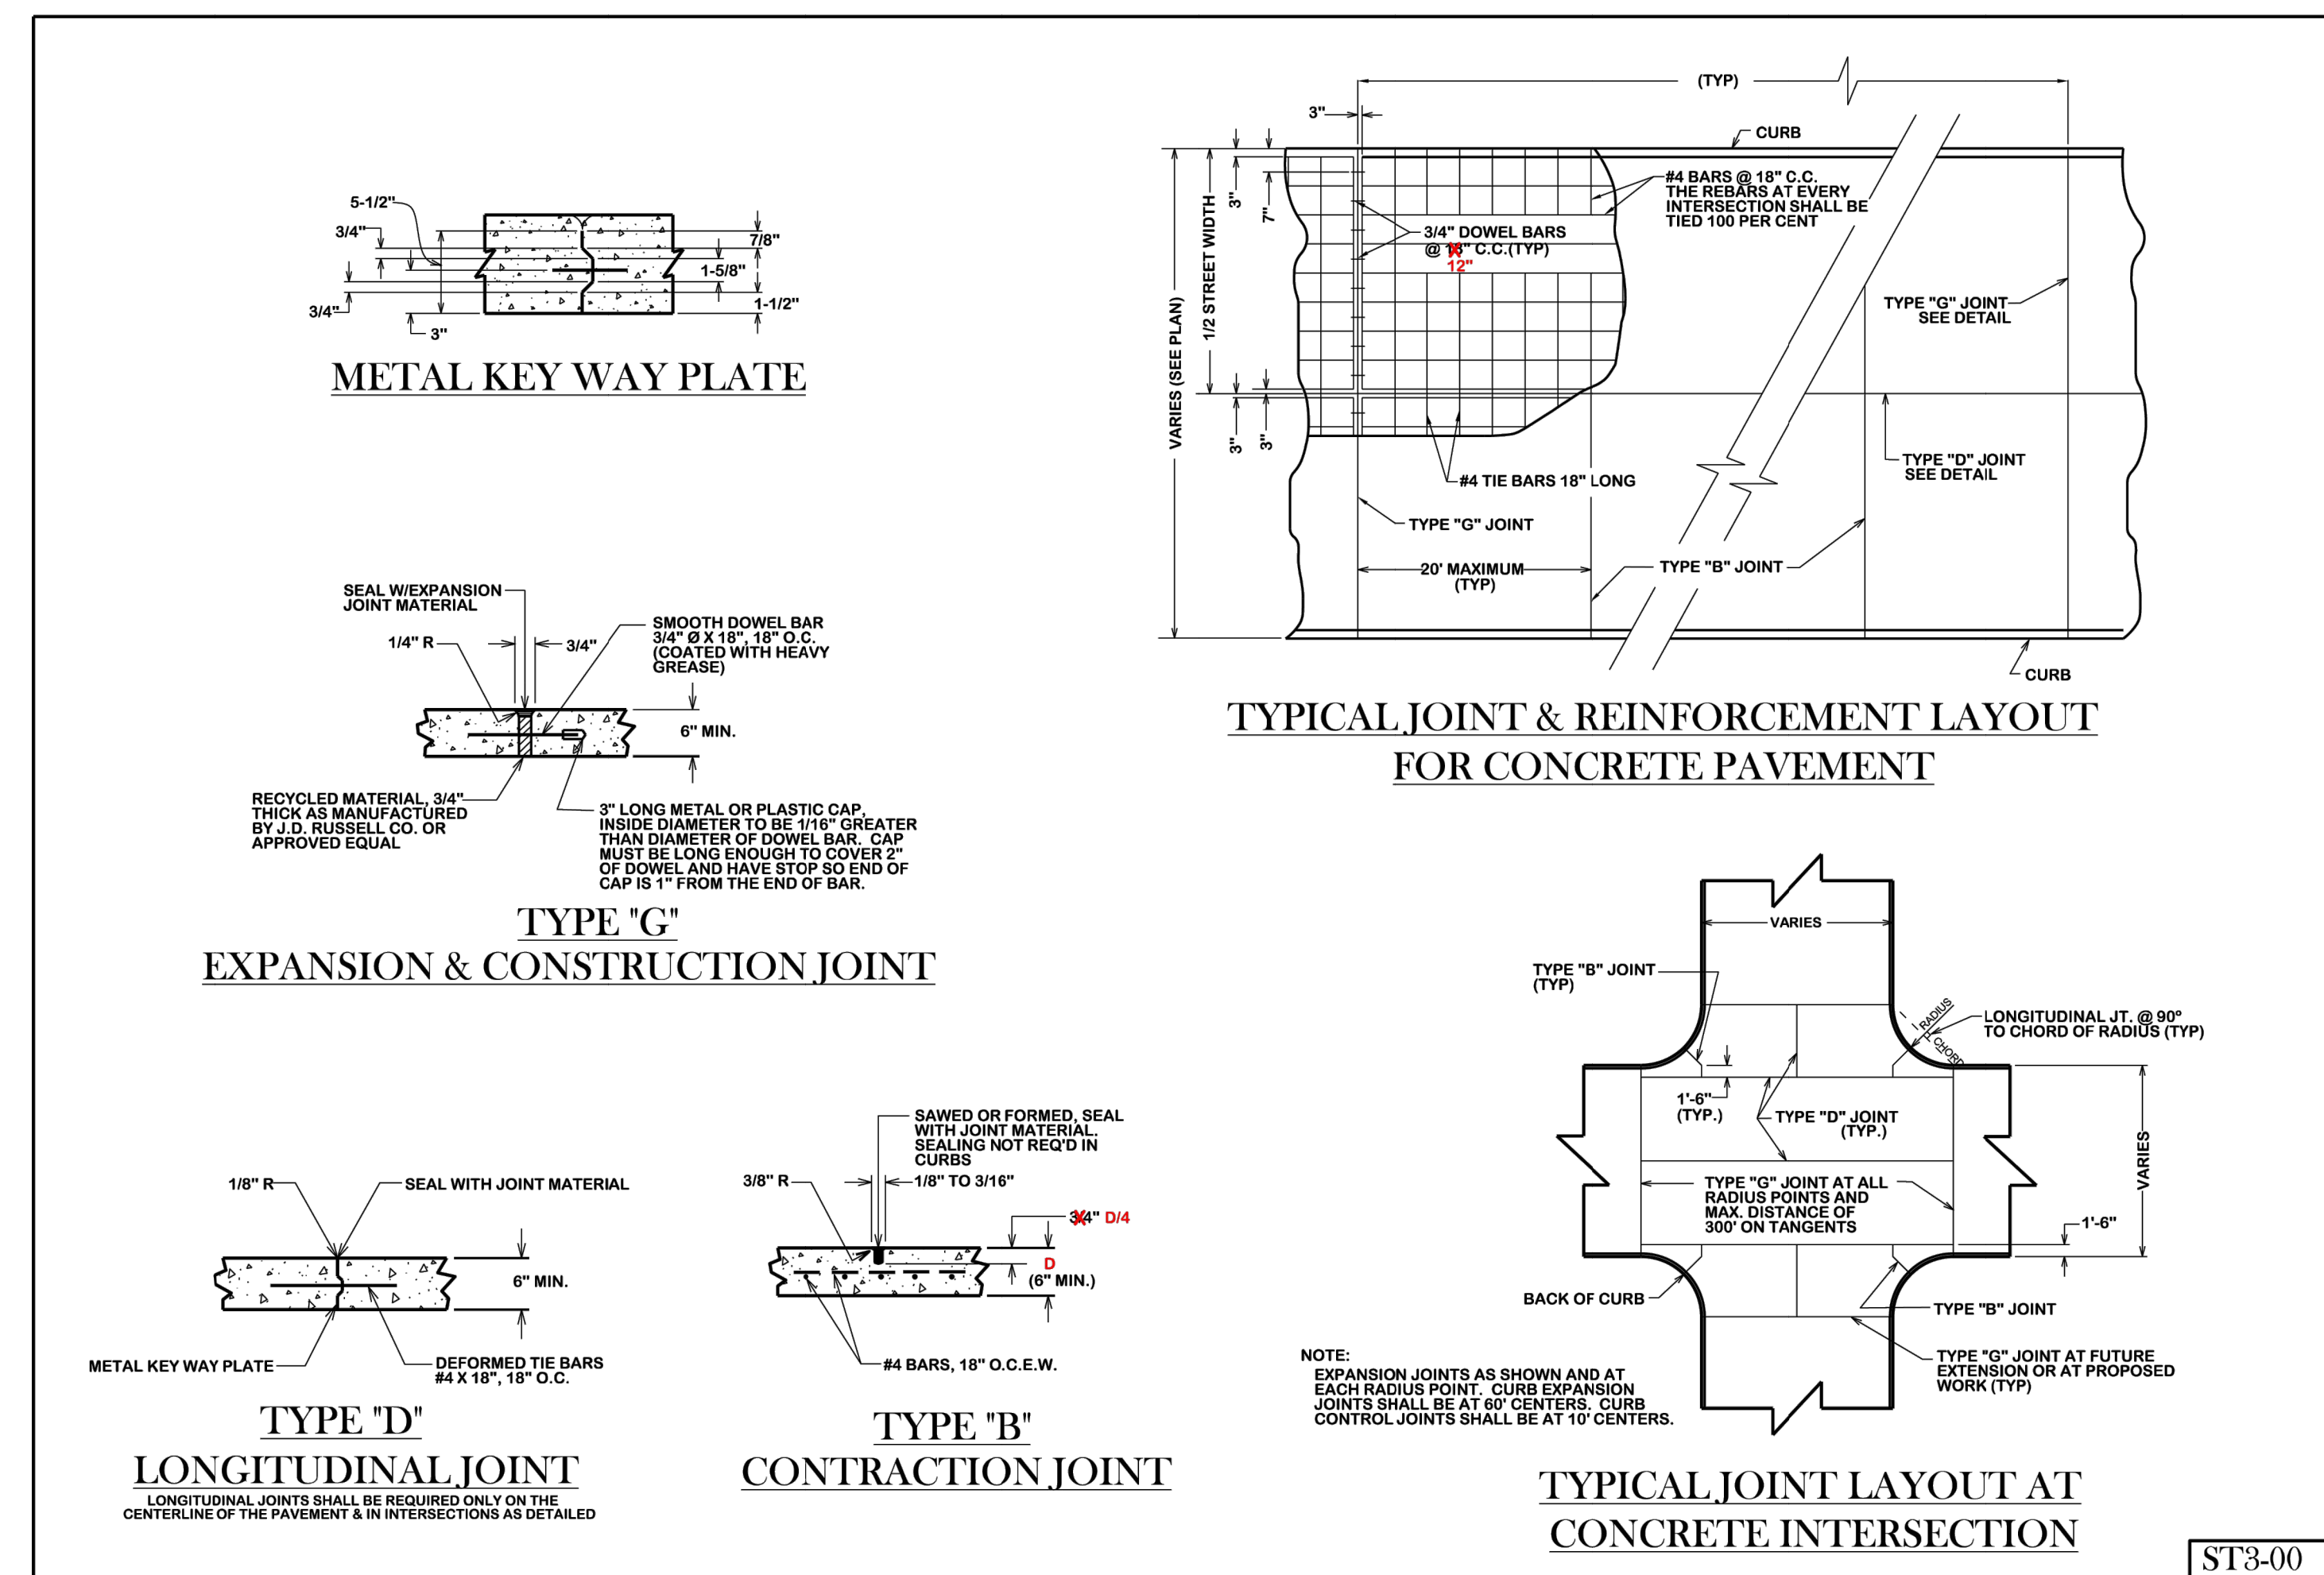 5-1/2"
3/4"
3/4"
3"
7/8"
1-5/8"
1-1/2"
METAL KEY WAY PLATE
SEAL W/EXPANSION
JOINT MATERIAL
1/4" R
3/4"
SMOOTH DOWEL BAR
3/4" Ø X 18", 18" O.C.
(COATED WITH HEAVY
GREASE)
6" MIN.
RECYCLED MATERIAL, 3/4"
THICK AS MANUFACTURED
BY J.D. RUSSELL CO. OR
APPROVED EQUAL
3" LONG METAL OR PLASTIC CAP,
INSIDE DIAMETER TO BE 1/16" GREATER
THAN DIAMETER OF DOWEL BAR. CAP
MUST BE LONG ENOUGH TO COVER 2"
OF DOWEL AND HAVE STOP SO END OF
CAP IS 1" FROM THE END OF BAR.
TYPE "G"
EXPANSION & CONSTRUCTION JOINT
1/8" R
SEAL WITH JOINT MATERIAL
6" MIN.
METAL KEY WAY PLATE
DEFORMED TIE BARS
#4 X 18", 18" O.C.
TYPE "D"
LONGITUDINAL JOINT
LONGITUDINAL JOINTS SHALL BE REQUIRED ONLY ON THE
CENTERLINE OF THE PAVEMENT & IN INTERSECTIONS AS DETAILED
SAWED OR FORMED, SEAL
WITH JOINT MATERIAL.
SEALING NOT REQ'D IN
CURBS
3/8" R
1/8" TO 3/16"
3/4" D/4
D
(6" MIN.)
#4 BARS, 18" O.C.E.W.
TYPE "B"
CONTRACTION JOINT
(TYP)
3"
CURB
VARIES (SEE PLAN)
1/2 STREET WIDTH
3"
7"
3"
3"
#4 BARS @ 18" C.C.
THE REBARS AT EVERY
INTERSECTION SHALL BE
TIED 100 PER CENT
3/4" DOWEL BARS
@ 18" C.C.(TYP)
12"
TYPE "G" JOINT
SEE DETAIL
TYPE "D" JOINT
SEE DETAIL
#4 TIE BARS 18" LONG
TYPE "G" JOINT
20' MAXIMUM
(TYP)
TYPE "B" JOINT
CURB
TYPICAL JOINT & REINFORCEMENT LAYOUT
FOR CONCRETE PAVEMENT
VARIES
TYPE "B" JOINT
(TYP)
RADIUS
CHORD
LONGITUDINAL JT. @ 90°
TO CHORD OF RADIUS (TYP)
1'-6"
(TYP.)
TYPE "D" JOINT
(TYP.)
VARIES
TYPE "G" JOINT AT ALL
RADIUS POINTS AND
MAX. DISTANCE OF
300' ON TANGENTS
1'-6"
BACK OF CURB
TYPE "B" JOINT
TYPE "G" JOINT AT FUTURE
EXTENSION OR AT PROPOSED
WORK (TYP)
NOTE:
EXPANSION JOINTS AS SHOWN AND AT
EACH RADIUS POINT. CURB EXPANSION
JOINTS SHALL BE AT 60' CENTERS. CURB
CONTROL JOINTS SHALL BE AT 10' CENTERS.
TYPICAL JOINT LAYOUT AT
CONCRETE INTERSECTION
ST3-00